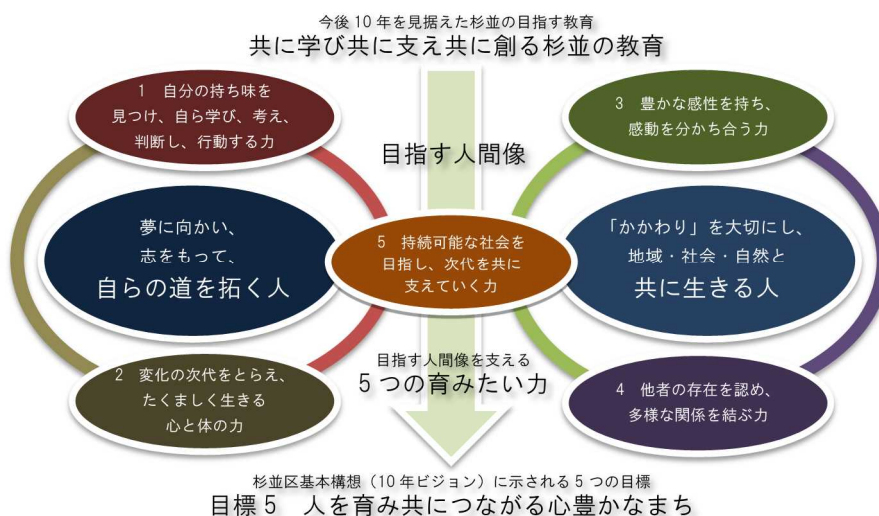 今後10年を見据えた杉並の目指す教育
共に学び共に支え共に創る杉並の教育
1 自分の持ち味を
見つけ、自ら学び、考え、
判断し、行動する力
3 豊かな感性を持ち、
感動を分かち合う力
目指す人間像
夢に向かい、
志をもって、
自らの道を拓く人
5 持続可能な社会を
目指し、次代を共に
支えていく力
「かかわり」を大切にし、
地域・社会・自然と
共に生きる人
目指す人間像を支える
5つの育みたい力
2 変化の次代をとらえ、
たくましく生きる
心と体の力
4 他者の存在を認め、
多様な関係を結ぶ力
杉並区基本構想(10年ビジョン)に示される5つの目標
目標5 人を育み共につながる心豊かなまち